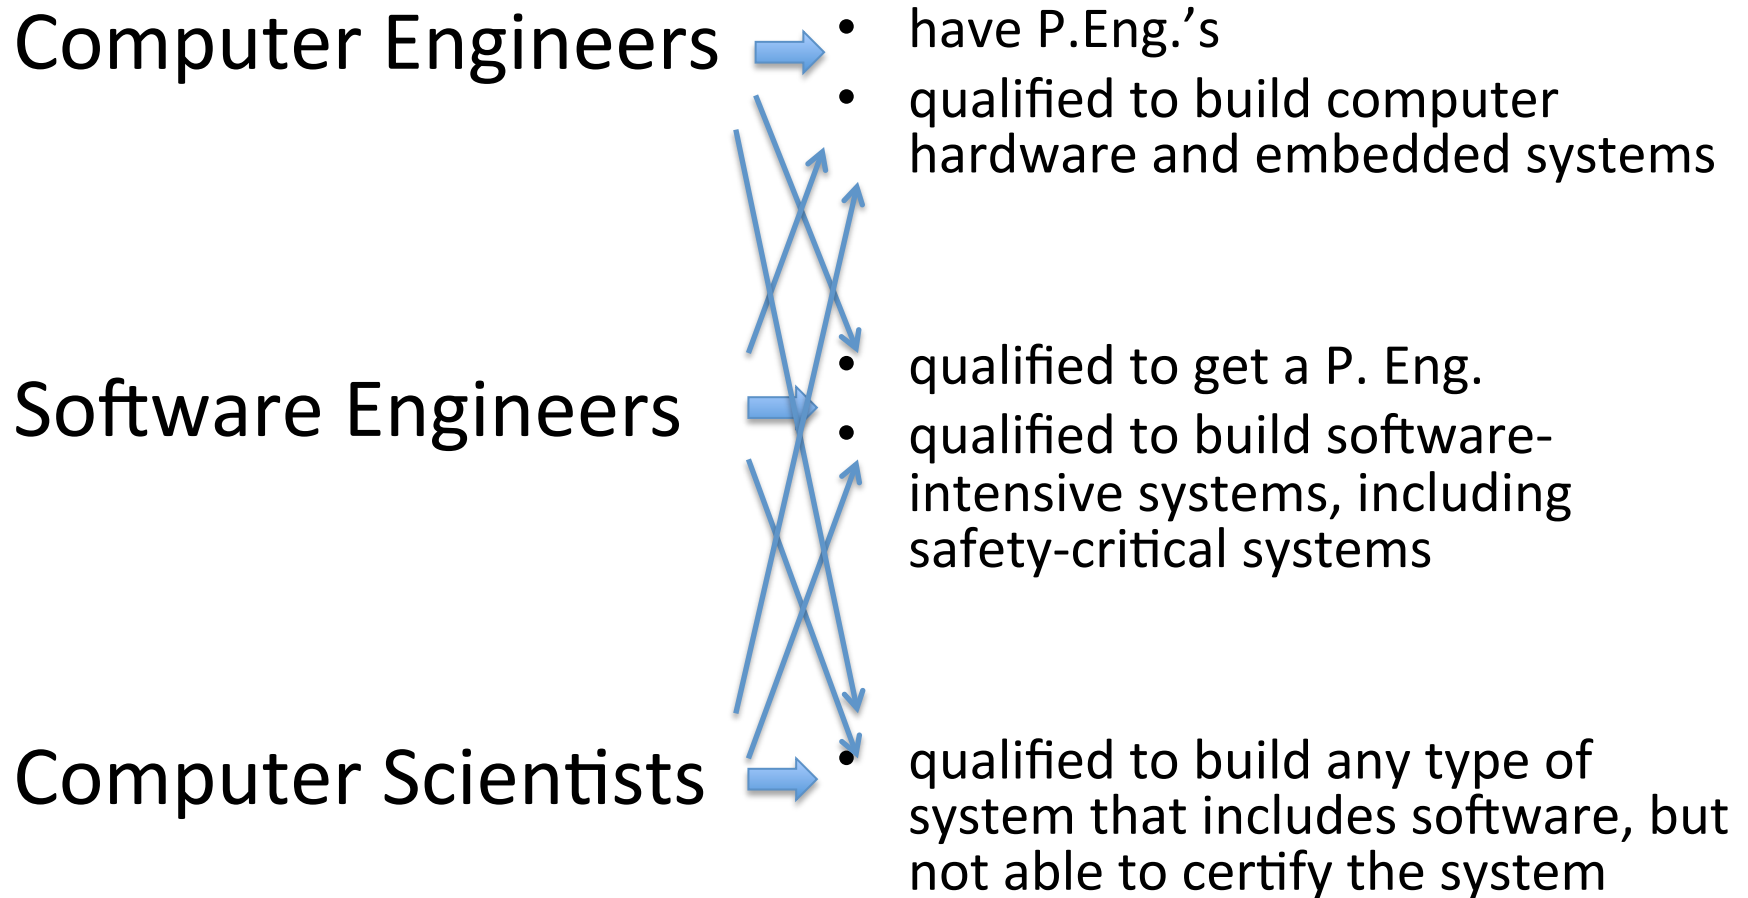 Computer Engineers
• have P.Eng.’s
• qualified to build computer
hardware and embedded systems
Software Engineers
• qualified to get a P. Eng.
• qualified to build software-
intensive systems, including
safety-critical systems
Computer Scientists
• qualified to build any type of
system that includes software, but
not able to certify the system